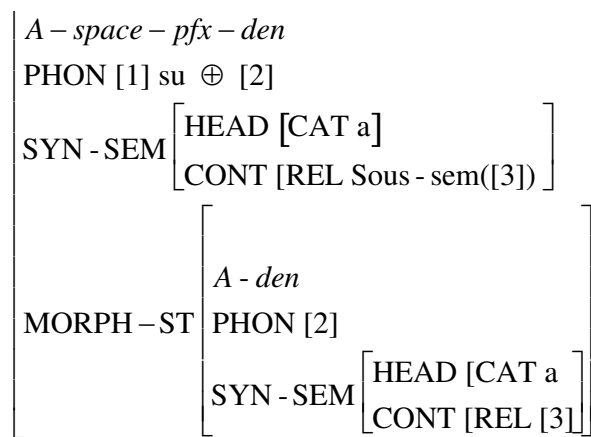 A – space – pfx – den
PHON [1] su ⊕ [2]
SYN - SEM [HEAD [CAT a]
CONT [REL Sous - sem([3]) ]
MORPH – ST [A - den
PHON [2]
SYN - SEM [HEAD [CAT a
CONT [REL [3]]]